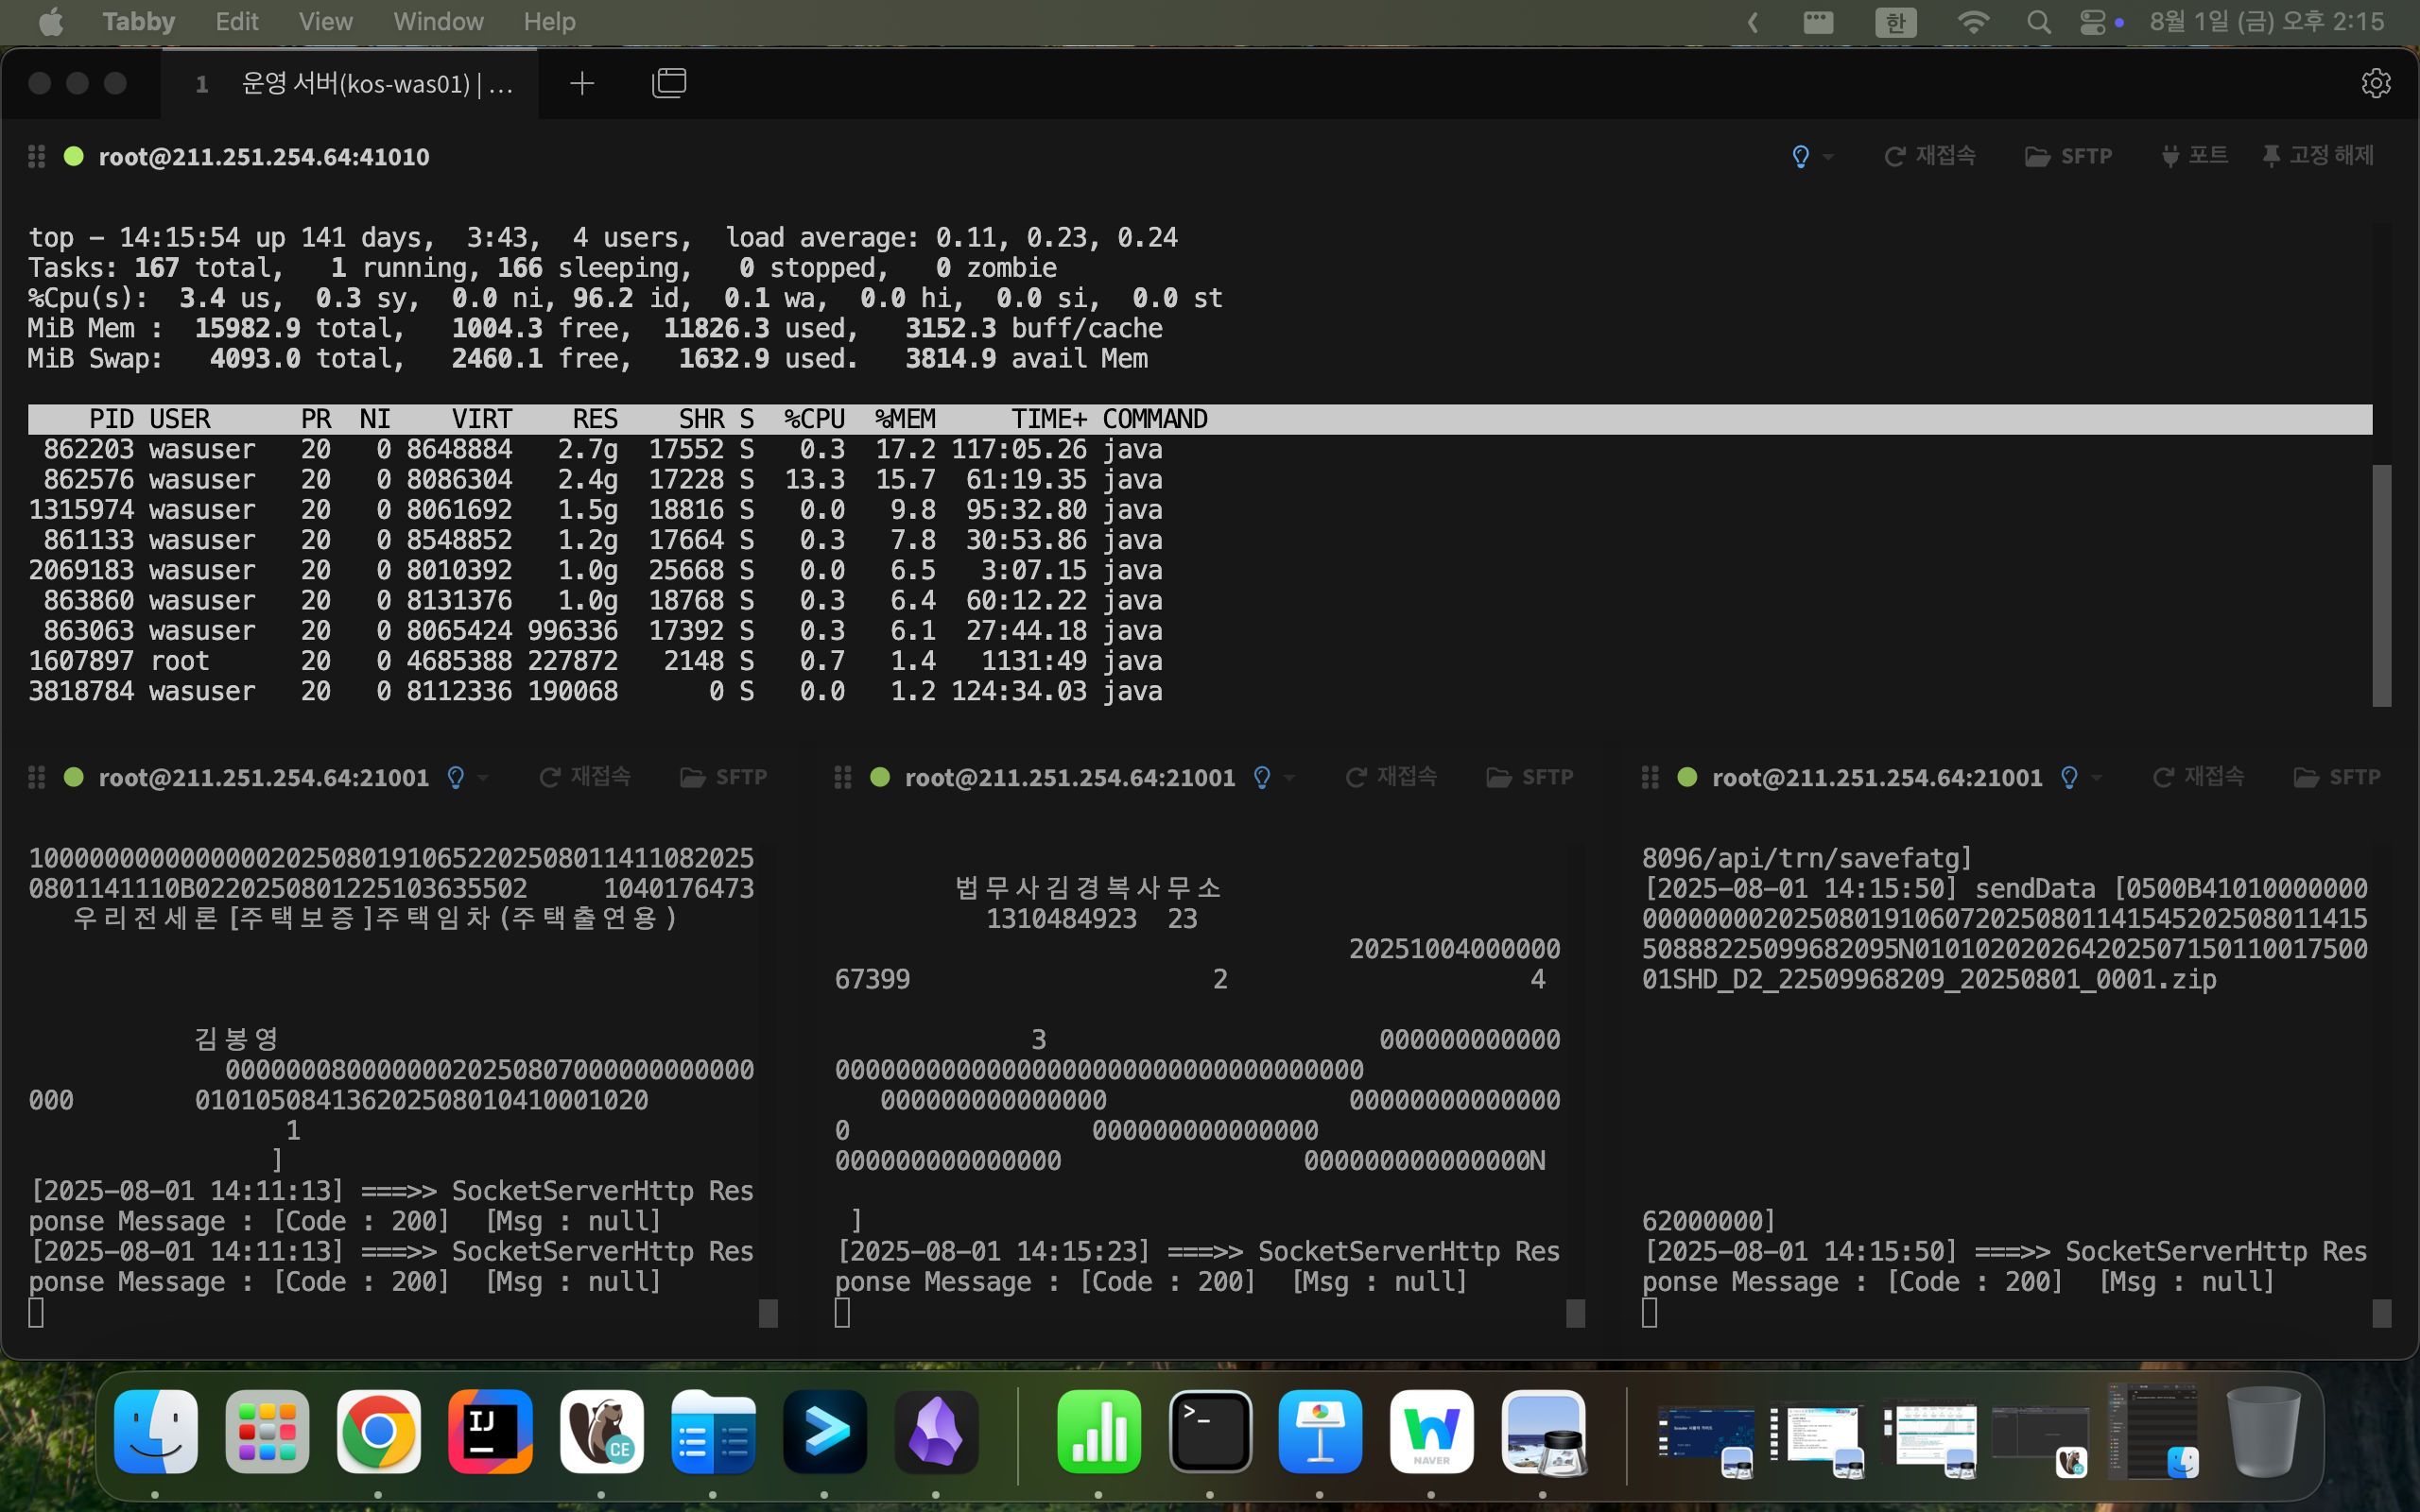 Tabby Edit View Window Help
한 8월 1일 (금) 오후 2:15
1 운영 서버(kos-was01) | ...
root@211.251.254.64:41010 재접속 SFTP 포트 고정 해제
top - 14:15:54 up 141 days, 3:43, 4 users, load average: 0.11, 0.23, 0.24
Tasks: 167 total, 1 running, 166 sleeping, 0 stopped, 0 zombie
%Cpu(s): 3.4 us, 0.3 sy, 0.0 ni, 96.2 id, 0.1 wa, 0.0 hi, 0.0 si, 0.0 st
MiB Mem : 15982.9 total, 1004.3 free, 11826.3 used, 3152.3 buff/cache
MiB Swap: 4093.0 total, 2460.1 free, 1632.9 used. 3814.9 avail Mem
PID USER PR NI VIRT RES SHR S %CPU %MEM TIME+ COMMAND
862203 wasuser 20 0 8648884 2.7g 17552 S 0.3 17.2 117:05.26 java
862576 wasuser 20 0 8086304 2.4g 17228 S 13.3 15.7 61:19.35 java
1315974 wasuser 20 0 8061692 1.5g 18816 S 0.0 9.8 95:32.80 java
861133 wasuser 20 0 8548852 1.2g 17664 S 0.3 7.8 30:53.86 java
2069183 wasuser 20 0 8010392 1.0g 25668 S 0.0 6.5 3:07.15 java
863860 wasuser 20 0 8131376 1.0g 18768 S 0.3 6.4 60:12.22 java
863063 wasuser 20 0 8065424 996336 17392 S 0.3 6.1 27:44.18 java
1607897 root 20 0 4685388 227872 2148 S 0.7 1.4 1131:49 java
3818784 wasuser 20 0 8112336 190068 0 S 0.0 1.2 124:34.03 java
root@211.251.254.64:21001 재접속 SFTP
100000000000000020250801910652202508011411082025
0801141110B0220250801225103635502 1040176473
우리전세론[주택보증]주택임차(주택출연용)
김봉영
00000008000000020250807000000000000
000 010105084136202508010410001020
1
]
[2025-08-01 14:11:13] ===>> SocketServerHttp Res
ponse Message : [Code : 200] [Msg : null]
[2025-08-01 14:11:13] ===>> SocketServerHttp Res
ponse Message : [Code : 200] [Msg : null]
root@211.251.254.64:21001 재접속 SFTP
법무사김경복사무소
1310484923 23
20251004000000
67399 2 4
3 000000000000
00000000000000000000000000000000000
000000000000000 00000000000000
0 000000000000000
000000000000000 000000000000000N
]
[2025-08-01 14:15:23] ===>> SocketServerHttp Res
ponse Message : [Code : 200] [Msg : null]
root@211.251.254.64:21001 재접속 SFTP
8096/api/trn/savefatg]
[2025-08-01 14:15:50] sendData [0500B41010000000
000000002025080191060720250801141545202508011415
50888225099682095N010102020264202507150110017500
01SHD_D2_22509968209_20250801_0001.zip
62000000]
[2025-08-01 14:15:50] ===>> SocketServerHttp Res
ponse Message : [Code : 200] [Msg : null]
IJ
CE
NAVER